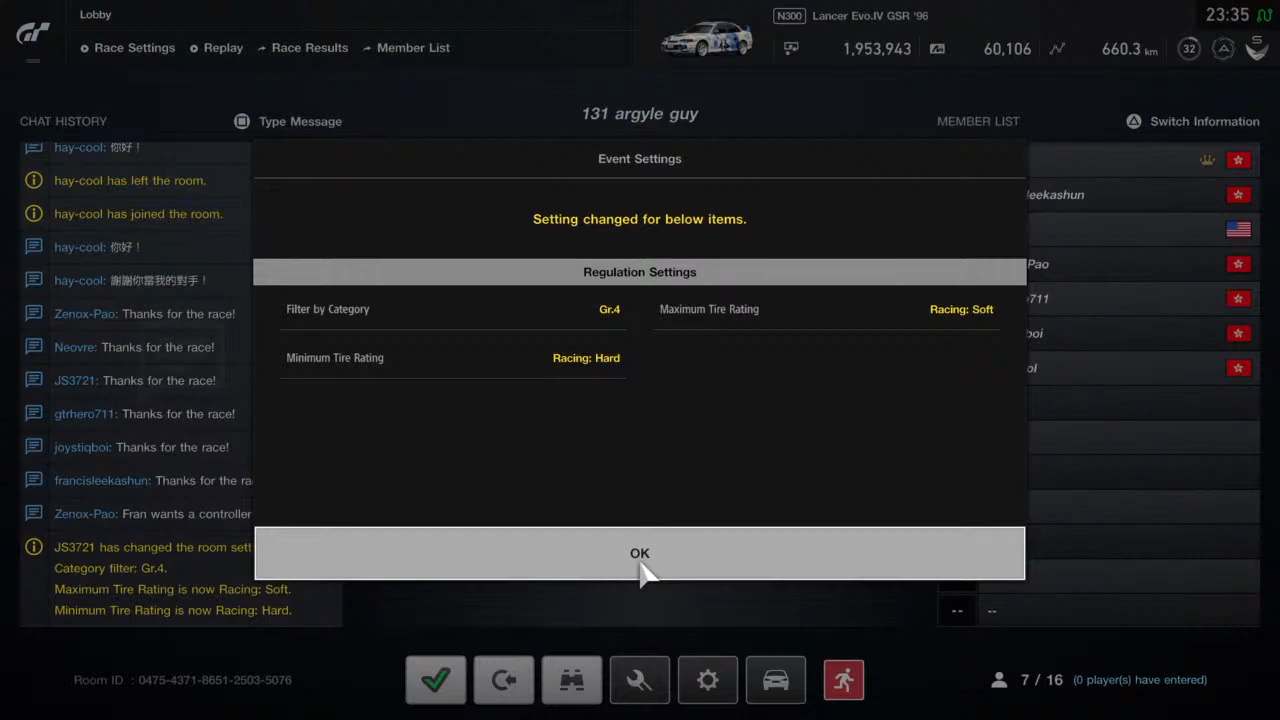 Lobby
Race Settings
Replay
Race Results
Member List
N300
Lancer Evo.IV GSR '96
1,953,943
60,106
660.3 km
32
23:35
S
CHAT HISTORY
Type Message
131 argyle guy
MEMBER LIST
Switch Information
hay-cool: 你好！
hay-cool has left the room.
hay-cool has joined the room.
hay-cool: 你好！
hay-cool: 謝謝你當我的對手！
Zenox-Pao: Thanks for the race!
Neovre: Thanks for the race!
JS3721: Thanks for the race!
gtrhero711: Thanks for the race!
joystiqboi: Thanks for the race!
francisleekashun: Thanks for the ra
Zenox-Pao: Fran wants a controller
JS3721 has changed the room sett
Category filter: Gr.4.
Maximum Tire Rating is now Racing: Soft.
Minimum Tire Rating is now Racing: Hard.
Event Settings
Setting changed for below items.
Regulation Settings
Filter by Category
Gr.4
Maximum Tire Rating
Racing: Soft
Minimum Tire Rating
Racing: Hard
OK
leekashun
Pao
711
boi
ol
-- --
Room ID : 0475-4371-8651-2503-5076
7 / 16
(0 player(s) have entered)